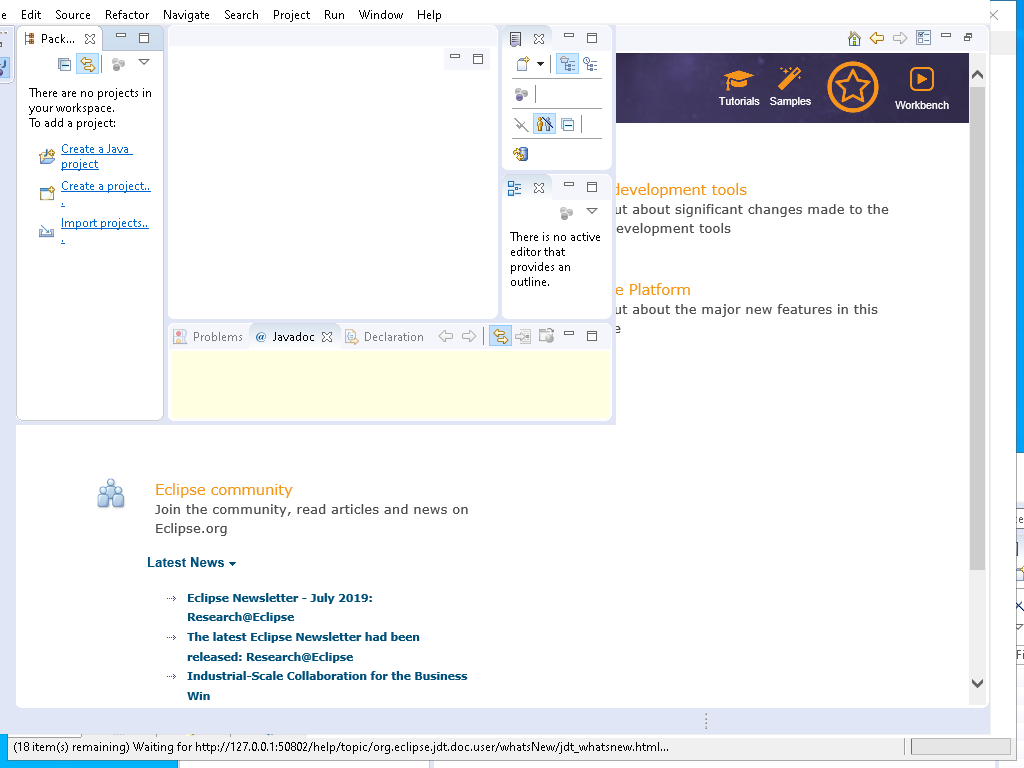 Edit Source Refactor Navigate Search Project Run Window Help
Pack...
There are no projects in
your workspace.
To add a project:
Create a Java
project
Create a project..
.
Import projects..
.
There is no active
editor that
provides an
outline.
Problems @ Javadoc Declaration
Tutorials Samples Workbench
development tools
ut about significant changes made to the
evelopment tools
e Platform
ut about the major new features in this
e
Eclipse community
Join the community, read articles and news on
Eclipse.org
Latest News
Eclipse Newsletter - July 2019:
Research@Eclipse
The latest Eclipse Newsletter had been
released: Research@Eclipse
Industrial-Scale Collaboration for the Business
Win
(18 item(s) remaining) Waiting for http://127.0.0.1:50802/help/topic/org.eclipse.jdt.doc.user/whatsNew/jdt_whatsnew.html...